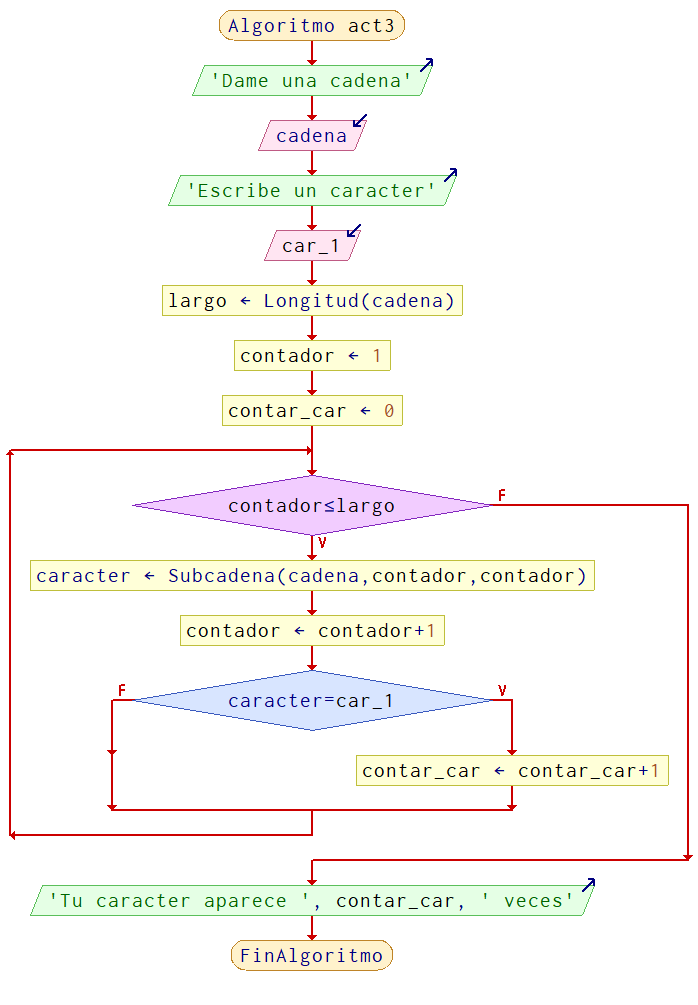 Algoritmo act3
'Dame una cadena'
cadena
'Escribe un caracter'
car_1
largo ← Longitud(cadena)
contador ← 1
contar_car ← 0
contador≤largo
F
V
caracter ← Subcadena(cadena,contador,contador)
contador ← contador+1
F
caracter=car_1
V
contar_car ← contar_car+1
'Tu caracter aparece ', contar_car, ' veces'
FinAlgoritmo